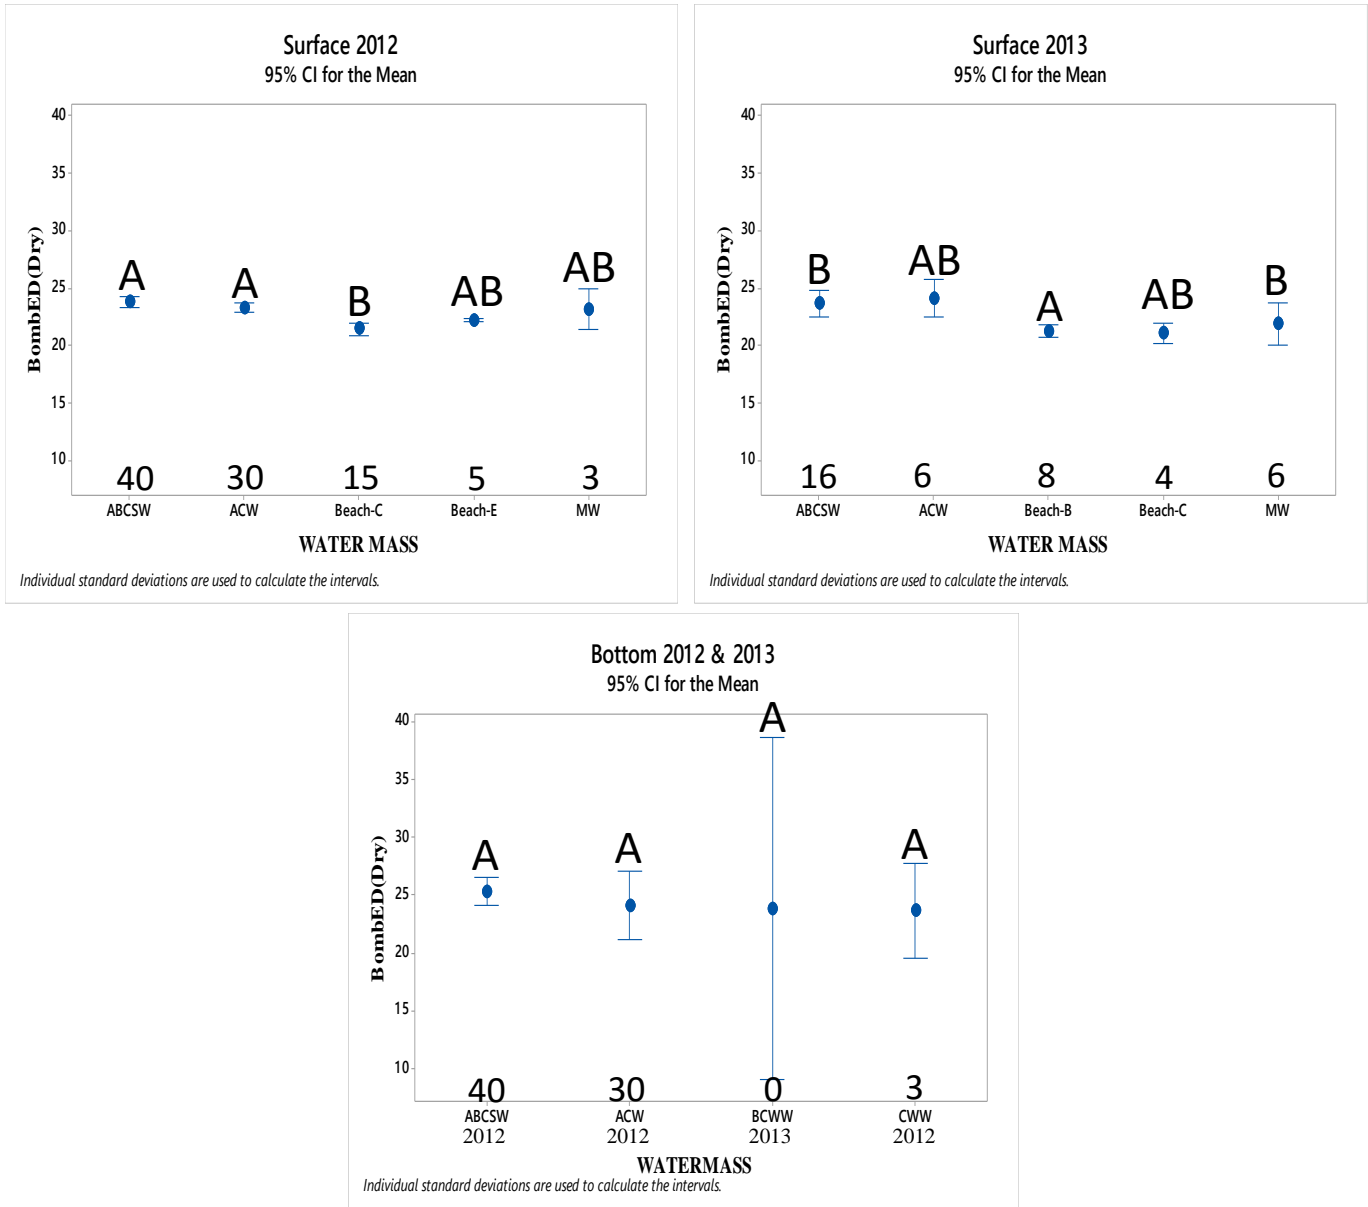 Surface 2012
95% CI for the Mean
40
35
30
25
20
15
10
BombED(Dry)
A A B AB AB
40 30 15 5 3
ABCSW ACW Beach-C Beach-E MW
WATER MASS
Individual standard deviations are used to calculate the intervals.
Surface 2013
95% CI for the Mean
40
35
30
25
20
15
10
BombED(Dry)
B AB A AB B
16 6 8 4 6
ABCSW ACW Beach-B Beach-C MW
WATER MASS
Individual standard deviations are used to calculate the intervals.
Bottom 2012 & 2013
95% CI for the Mean
40
35
30
25
20
15
10
BombED(Dry)
A A A A
40 30 0 3
ABCSW ACW BCWW CWW
2012 2012 2013 2012
WATERMASS
Individual standard deviations are used to calculate the intervals.